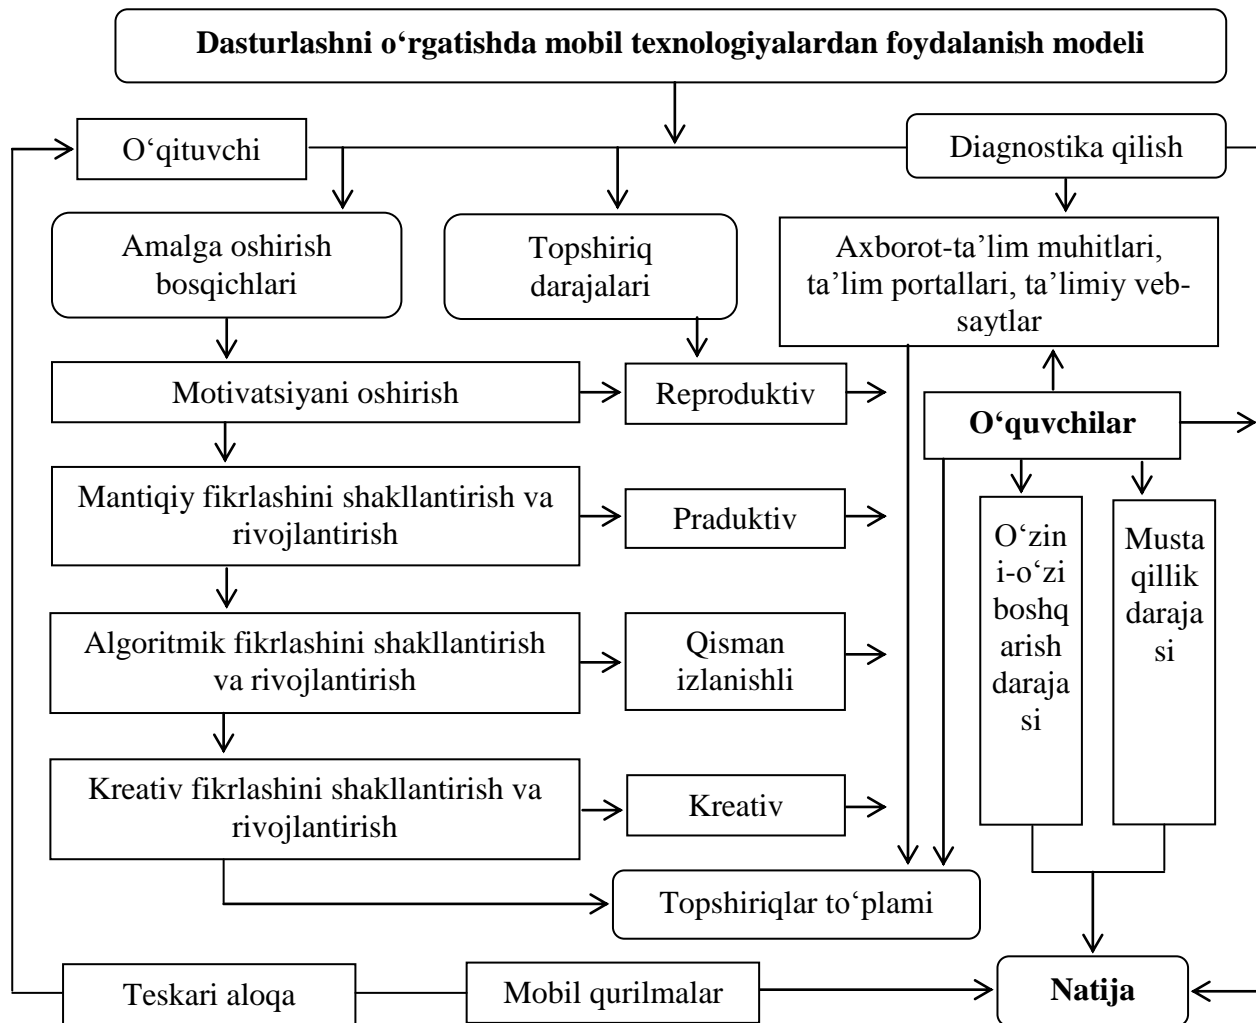 Dasturlashni o‘rgatishda mobil texnologiyalardan foydalanish modeli
O‘qituvchi
Diagnostika qilish
Amalga oshirish
bosqichlari
Topshiriq
darajalari
Axborot-ta’lim muhitlari,
ta’lim portallari, ta’limiy veb-
saytlar
Motivatsiyani oshirish
Reproduktiv
O‘quvchilar
Mantiqiy fikrlashini shakllantirish va
rivojlantirish
Praduktiv
O‘zin
i-o‘zi
boshq
arish
daraja
si
Musta
qillik
daraja
si
Algoritmik fikrlashini shakllantirish
va rivojlantirish
Qisman
izlanishli
Kreativ fikrlashini shakllantirish va
rivojlantirish
Kreativ
Topshiriqlar to‘plami
Teskari aloqa
Mobil qurilmalar
Natija